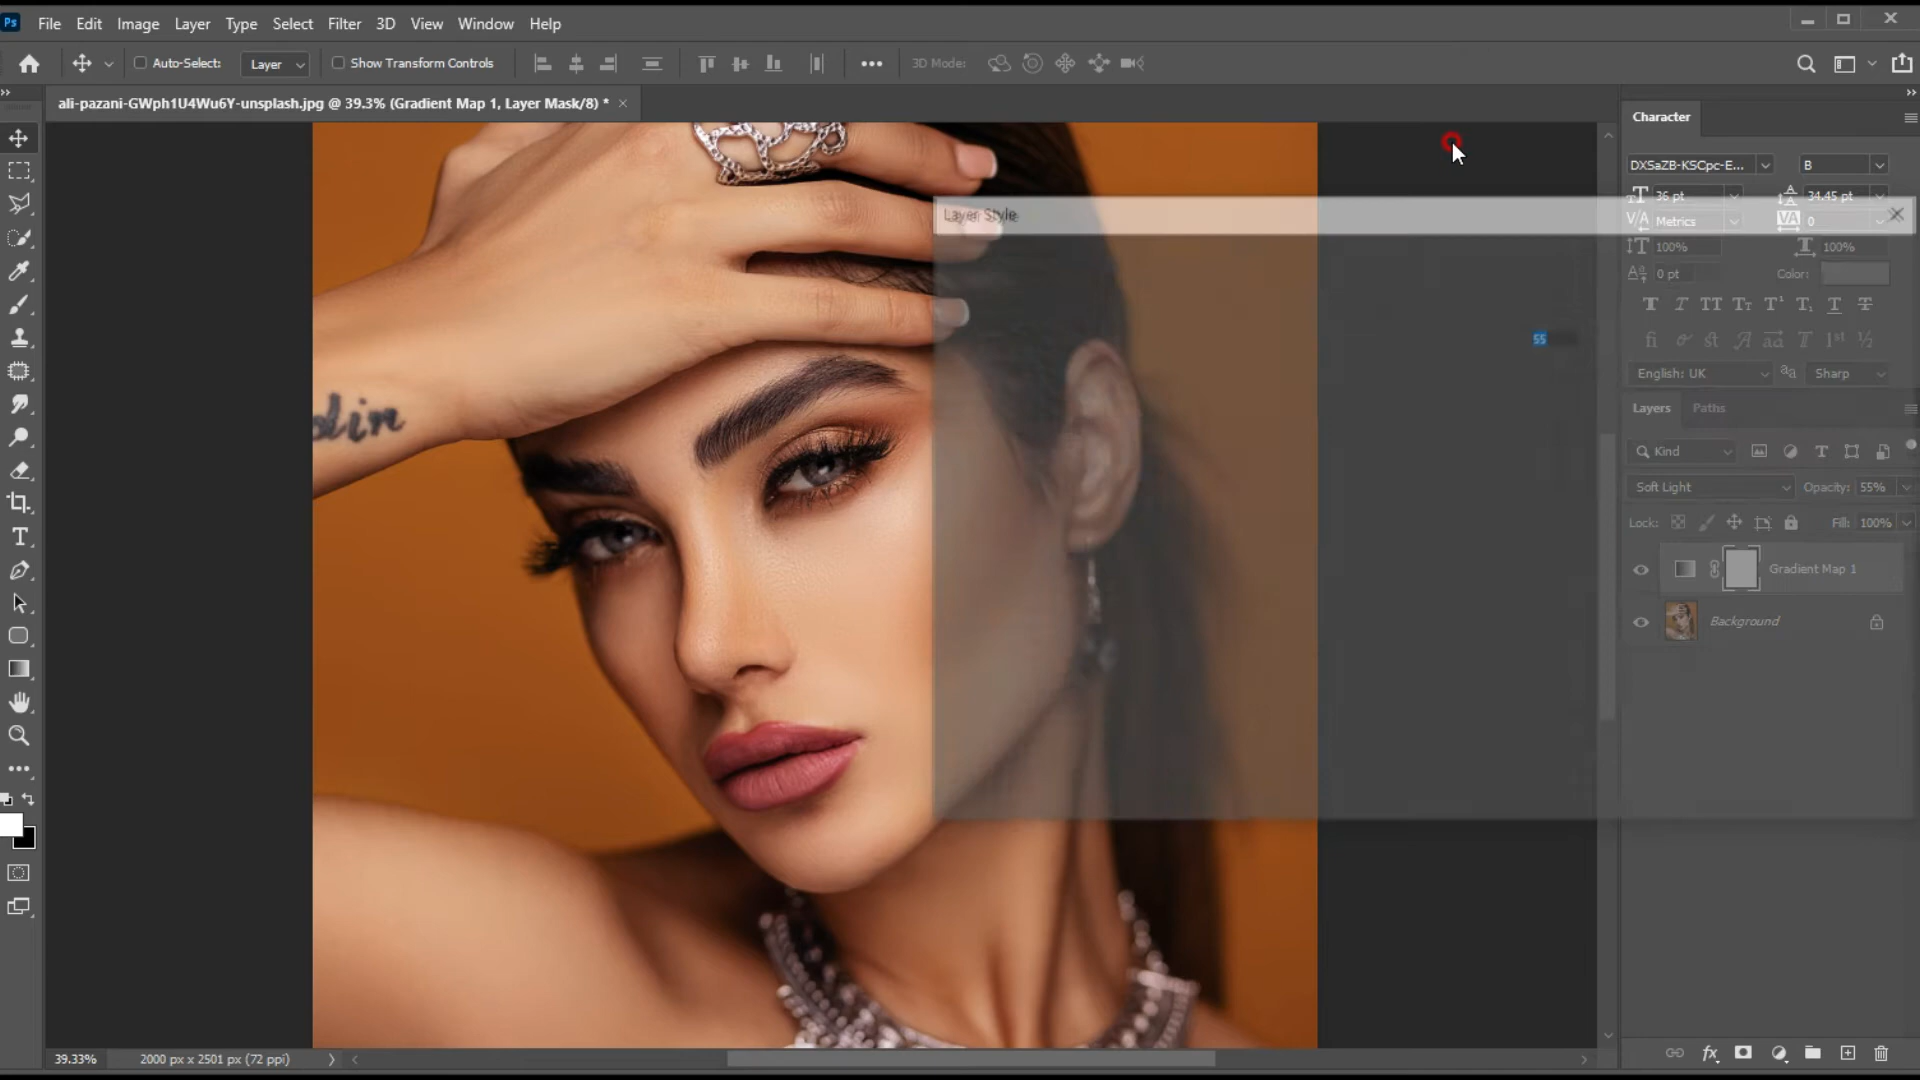 Ps File Edit Image Layer Type Select Filter 3D View Window Help
Auto-Select: Layer Show Transform Controls 3D Mode:
ali-pazani-GWph1U4Wu6Y-unsplash.jpg @ 39.3% (Gradient Map 1, Layer Mask/8) *
Character
DXSaZB-KSCpc-E... B
36 pt 34.45 pt
Layer Style
Metrics 0
100% 100%
0 pt Color:
55
English: UK Sharp
Layers Paths
Kind
Soft Light Opacity: 55%
Lock: Fill: 100%
Gradient Map 1
Background
39.33% 2000 px x 2501 px (72 ppi)